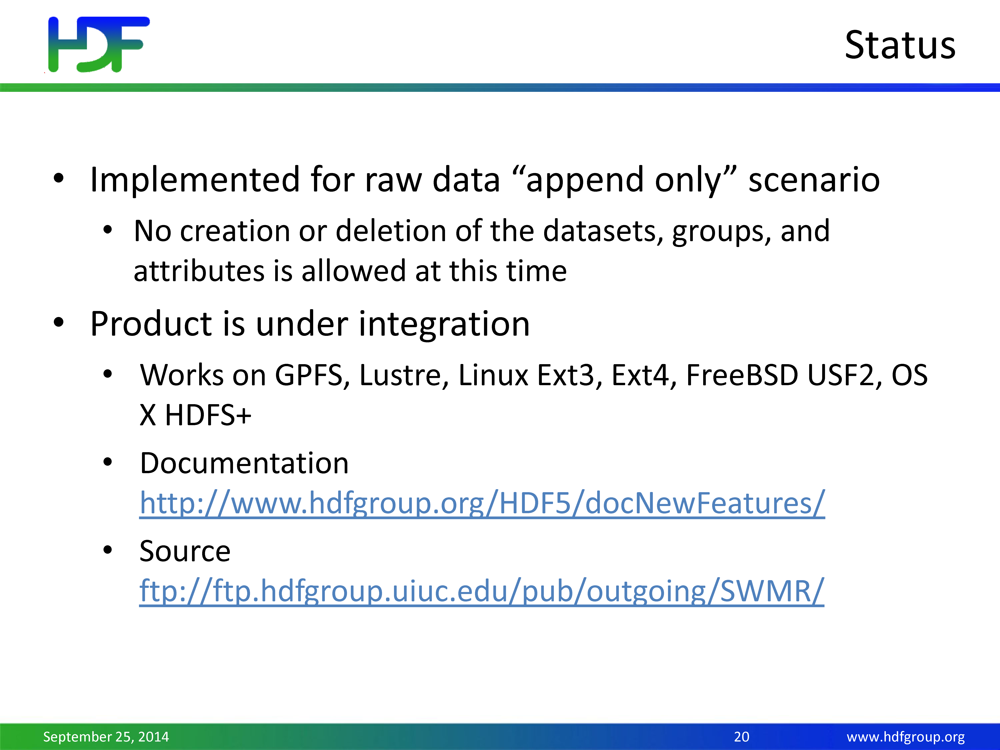 HDF
Status
• Implemented for raw data “append only” scenario
• No creation or deletion of the datasets, groups, and
attributes is allowed at this time
• Product is under integration
• Works on GPFS, Lustre, Linux Ext3, Ext4, FreeBSD USF2, OS
X HDFS+
• Documentation
http://www.hdfgroup.org/HDF5/docNewFeatures/
• Source
ftp://ftp.hdfgroup.uiuc.edu/pub/outgoing/SWMR/
September 25, 2014
20
www.hdfgroup.org